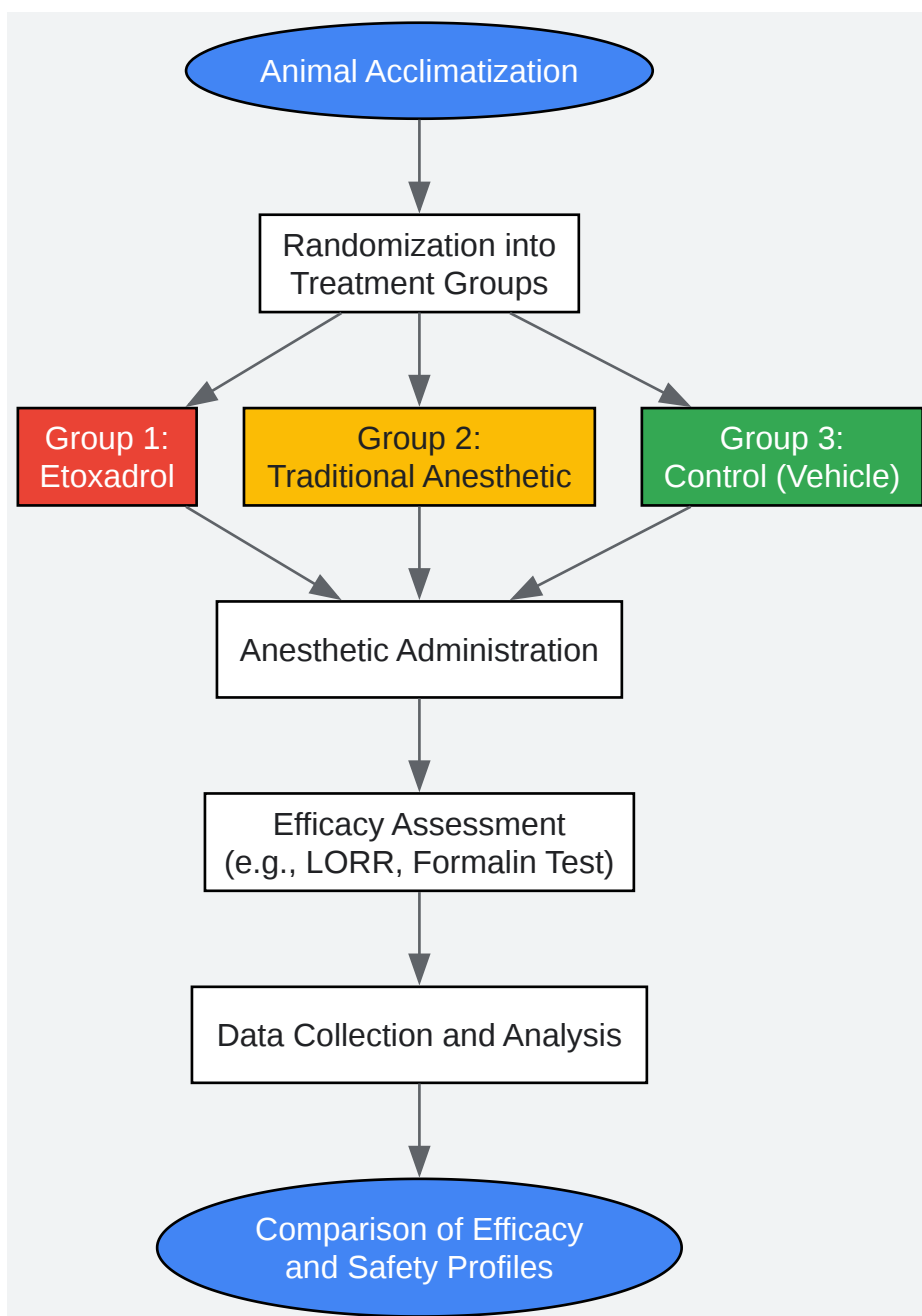 Animal Acclimatization
Randomization into
Treatment Groups
Group 1:
Etoxadrol
Group 2:
Traditional Anesthetic
Group 3:
Control (Vehicle)
Anesthetic Administration
Efficacy Assessment
(e.g., LORR, Formalin Test)
Data Collection and Analysis
Comparison of Efficacy
and Safety Profiles